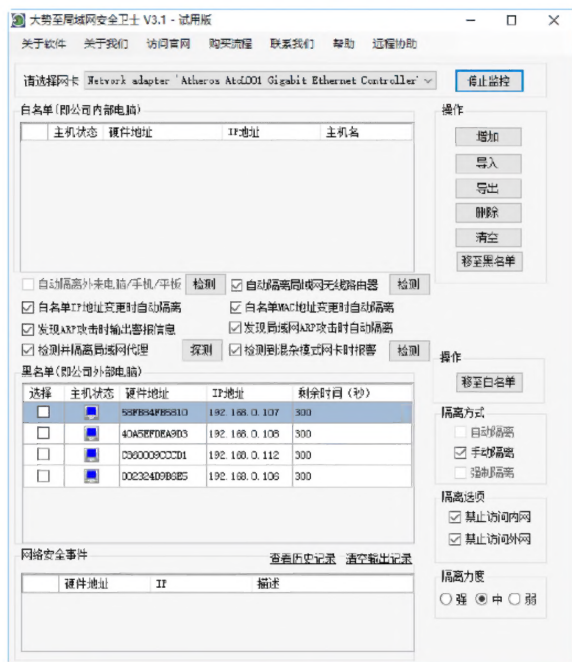 大势至局域网安全卫士 V3.1 - 试用版
关于软件 关于我们 访问官网 购买流程 联系我们 帮助 远程协助
请选择网卡 Network adapter 'Atheros AtcL001 Gigabit Ethernet Controller' 停止监控
白名单(即公司内部电脑) 操作
主机状态 硬件地址 IP地址 主机名
增加
导入
导出
删除
清空
移至黑名单
自动隔离外来电脑/手机/平板 检测 自动隔离局域网无线路由器 检测
白名单IP地址变更时自动隔离 白名单MAC地址变更时自动隔离
发现ARP攻击时输出警报信息 发现局域网ARP攻击时自动隔离
检测并隔离局域网代理 探测 检测到混杂模式网卡时报警 检测
黑名单(即公司外部电脑) 操作
移至白名单
选择 主机状态 硬件地址 IP地址 剩余时间（秒）
192.168.0.107 300
40A5EFDEA9D3 192.168.0.108 300
C360009CCCD1 192.168.0.112 300
002324D9B6E5 192.168.0.106 300
隔离方式
自动隔离
手动隔离
强制隔离
隔离选项
禁止访问内网
禁止访问外网
网络安全事件 查看历史记录 清空输出记录
硬件地址 IP 描述
隔离力度
强 中 弱